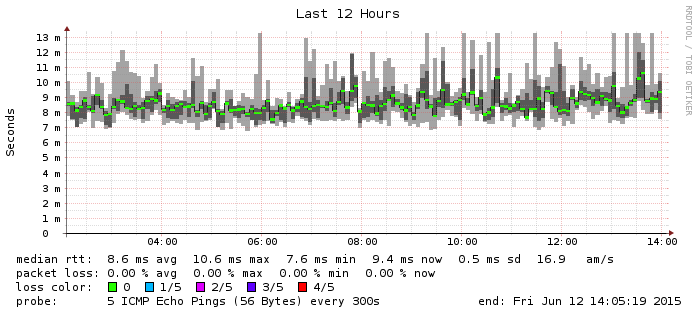 Last 12 Hours
RRDTOOL / TOBI OETIKER
Seconds
13 m
12 m
11 m
10 m
9 m
8 m
7 m
6 m
5 m
4 m
3 m
2 m
1 m
0
04:00 06:00 08:00 10:00 12:00 14:00
median rtt: 8.6 ms avg 10.6 ms max 7.6 ms min 9.4 ms now 0.5 ms sd 16.9 am/s
packet loss: 0.00 % avg 0.00 % max 0.00 % min 0.00 % now
loss color: 0 1/5 2/5 3/5 4/5
probe: 5 ICMP Echo Pings (56 Bytes) every 300s end: Fri Jun 12 14:05:19 2015